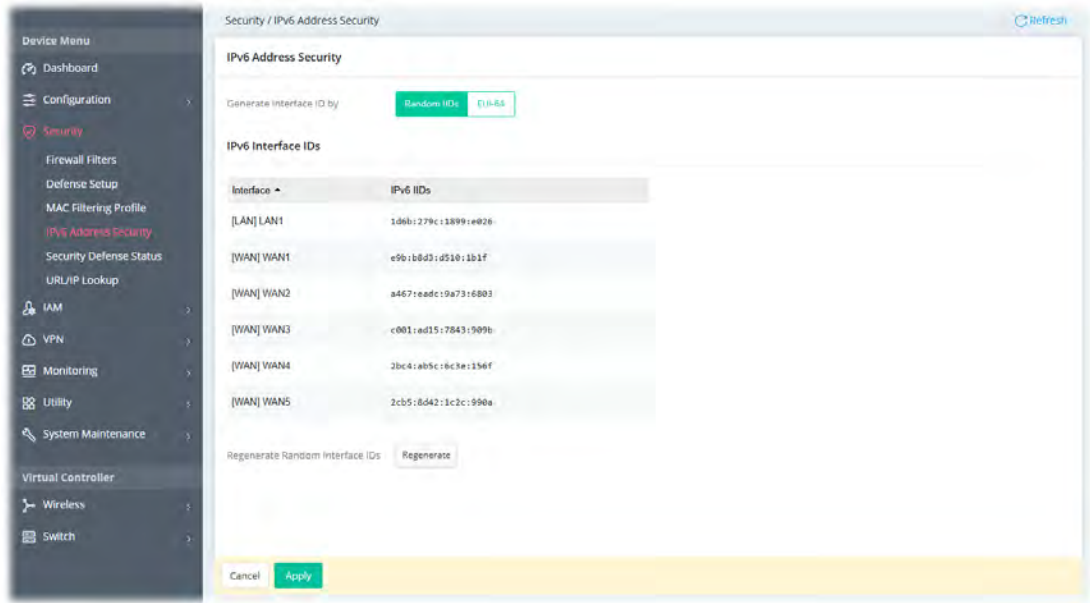 Security / IPv6 Address Security
Refresh
Device Menu
Dashboard
Configuration
Security
Firewall Filters
Defense Setup
MAC Filtering Profile
IPv6 Address Security
Security Defense Status
URL/IP Lookup
IAM
VPN
Monitoring
Utility
System Maintenance
Virtual Controller
Wireless
Switch
IPv6 Address Security
Generate Interface ID by Random IIDs EUI-64
IPv6 Interface IDs
Interface IPv6 IIDs
[LAN] LAN1 1d6b:279c:1899:e026
[WAN] WAN1 e9b:b8d3:d510:1b1f
[WAN] WAN2 a467:eadc:9a73:6803
[WAN] WAN3 c001:ad15:7843:909b
[WAN] WAN4 2bc4:ab5c:6c3e:156f
[WAN] WAN5 2cb5:8d42:1c2c:990a
Regenerate Random Interface IDs Regenerate
Cancel Apply